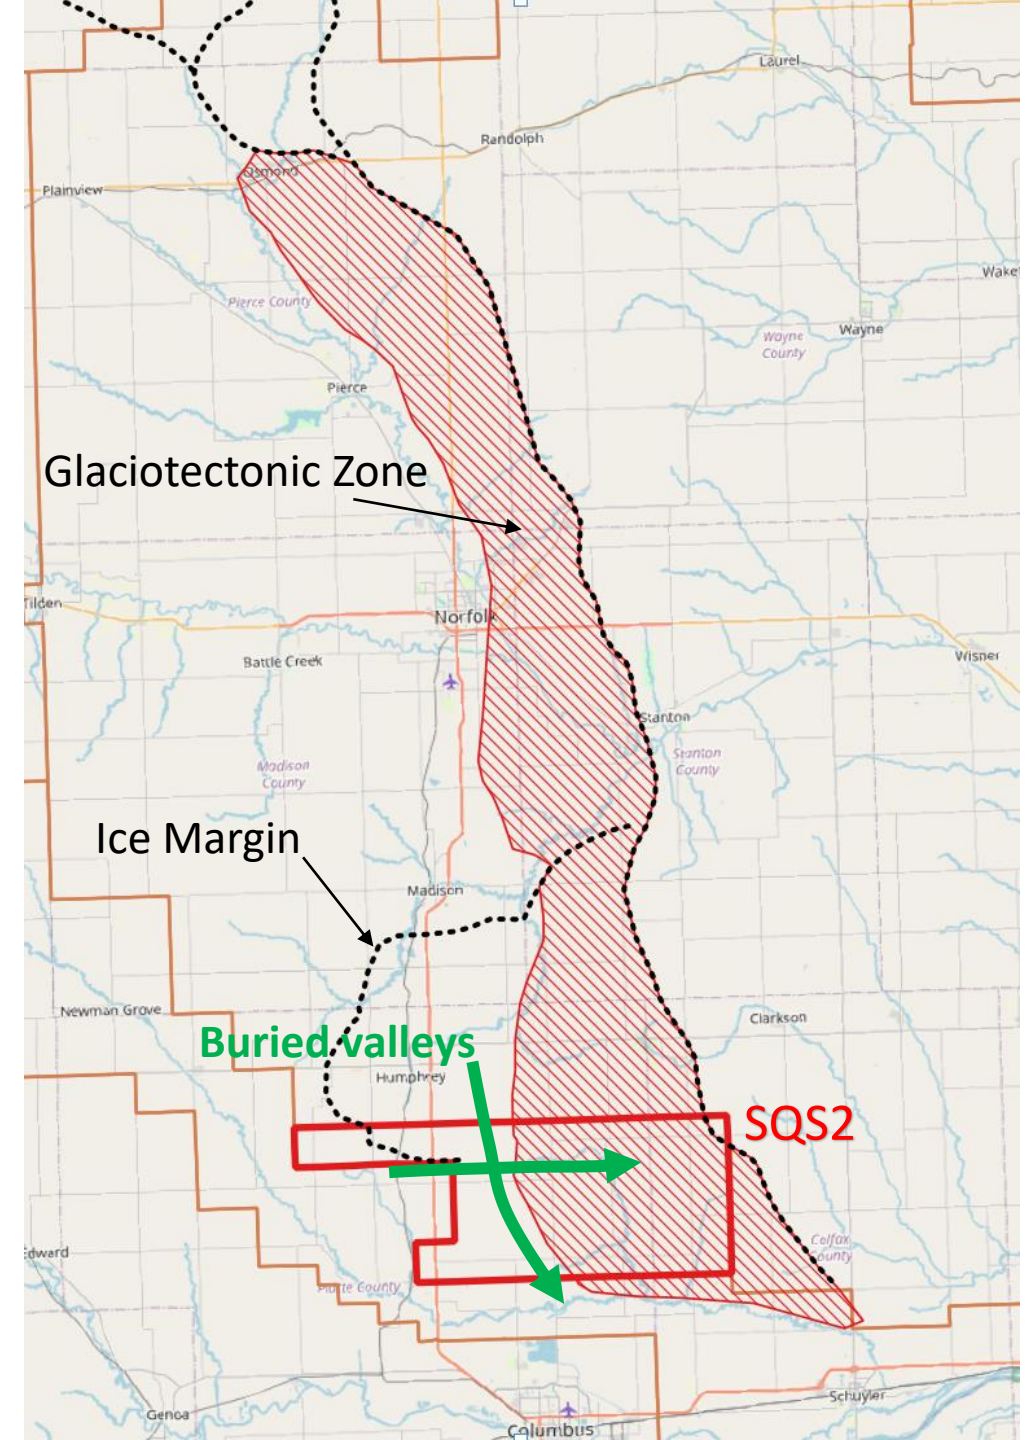 Laurel
Randolph
Osmond
Plainview
Wake
Pierce County
Wayne
Wayne
County
Pierce
Glaciotectonic Zone
Tilden
Norfolk
Battle Creek
Wisner
Stanton
Stanton
County
Madison
County
Ice Margin
Madison
Newman Grove
Clarkson
Buried valleys
Humphrey
SQS2
Colfax
County
dward
Platte County
Schuyler
Genoa
Columbus